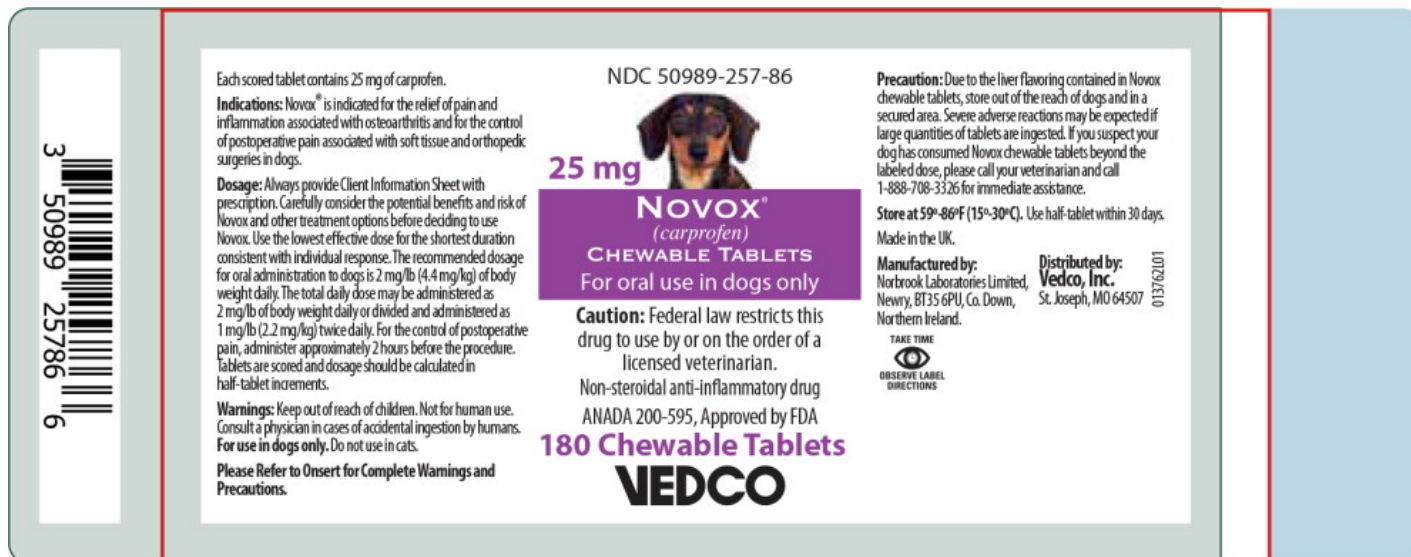 3 50989 25786 6
Each scored tablet contains 25 mg of carprofen.
Indications: Novox® is indicated for the relief of pain and
inflammation associated with osteoarthritis and for the control
of postoperative pain associated with soft tissue and orthopedic
surgeries in dogs.
Dosage: Always provide Client Information Sheet with
prescription. Carefully consider the potential benefits and risk of
Novox and other treatment options before deciding to use
Novox. Use the lowest effective dose for the shortest duration
consistent with individual response. The recommended dosage
for oral administration to dogs is 2 mg/lb (4.4 mg/kg) of body
weight daily. The total daily dose may be administered as
2 mg/lb of body weight daily or divided and administered as
1 mg/lb (2.2 mg/kg) twice daily. For the control of postoperative
pain, administer approximately 2 hours before the procedure.
Tablets are scored and dosage should be calculated in
half-tablet increments.
Warnings: Keep out of reach of children. Not for human use.
Consult a physician in cases of accidental ingestion by humans.
For use in dogs only. Do not use in cats.
Please Refer to Onsert for Complete Warnings and
Precautions.
NDC 50989-257-86
25 mg
NOVOX®
(carprofen)
CHEWABLE TABLETS
For oral use in dogs only
Caution: Federal law restricts this
drug to use by or on the order of a
licensed veterinarian.
Non-steroidal anti-inflammatory drug
ANADA 200-595, Approved by FDA
180 Chewable Tablets
VEDCO
Precaution: Due to the liver flavoring contained in Novox
chewable tablets, store out of the reach of dogs and in a
secured area. Severe adverse reactions may be expected if
large quantities of tablets are ingested. If you suspect your
dog has consumed Novox chewable tablets beyond the
labeled dose, please call your veterinarian and call
1-888-708-3326 for immediate assistance.
Store at 59º-86ºF (15º-30ºC). Use half-tablet within 30 days.
Made in the UK.
Manufactured by:
Norbrook Laboratories Limited,
Newry, BT35 6PU, Co. Down,
Northern Ireland.
Distributed by:
Vedco, Inc.
St. Joseph, MO 64507
013762L01
TAKE TIME
OBSERVE LABEL
DIRECTIONS